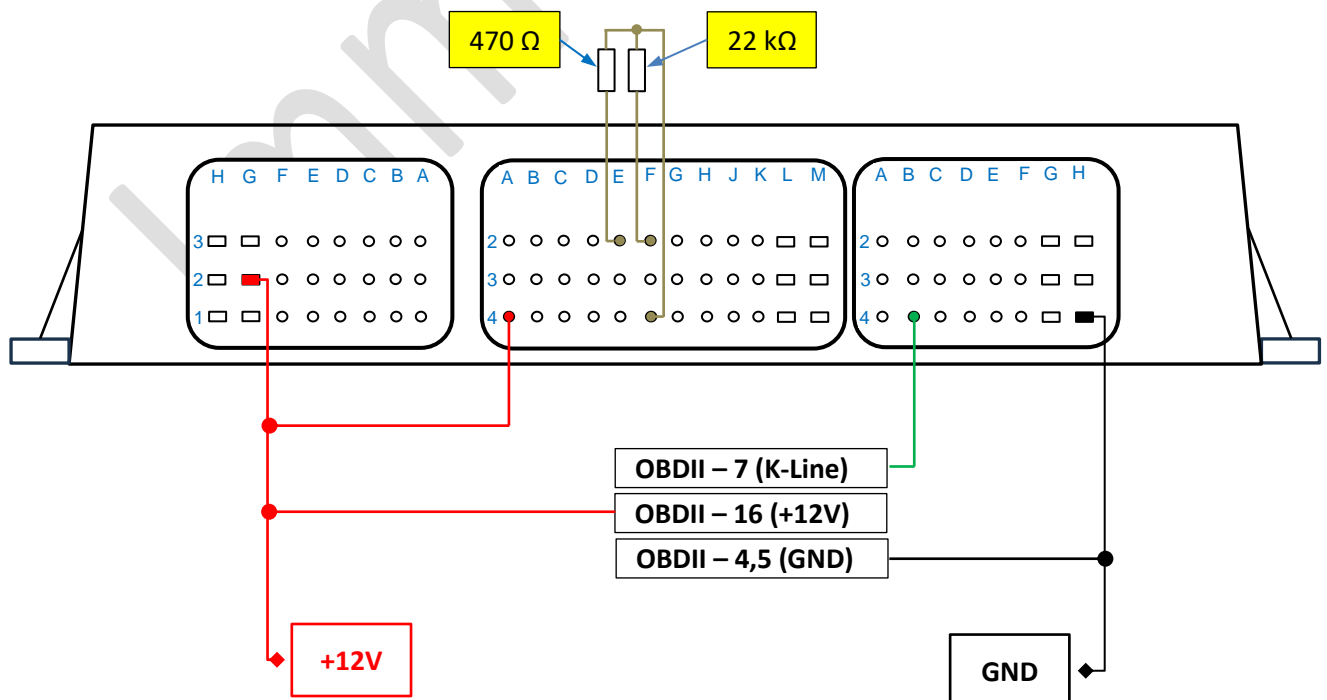 470 Ω
22 kΩ
H G F E D C B A
3
2
1
A B C D E F G H J K L M
2
3
4
A B C D E F G H
2
3
4
OBDII – 7 (K-Line)
OBDII – 16 (+12V)
OBDII – 4,5 (GND)
+12V
GND